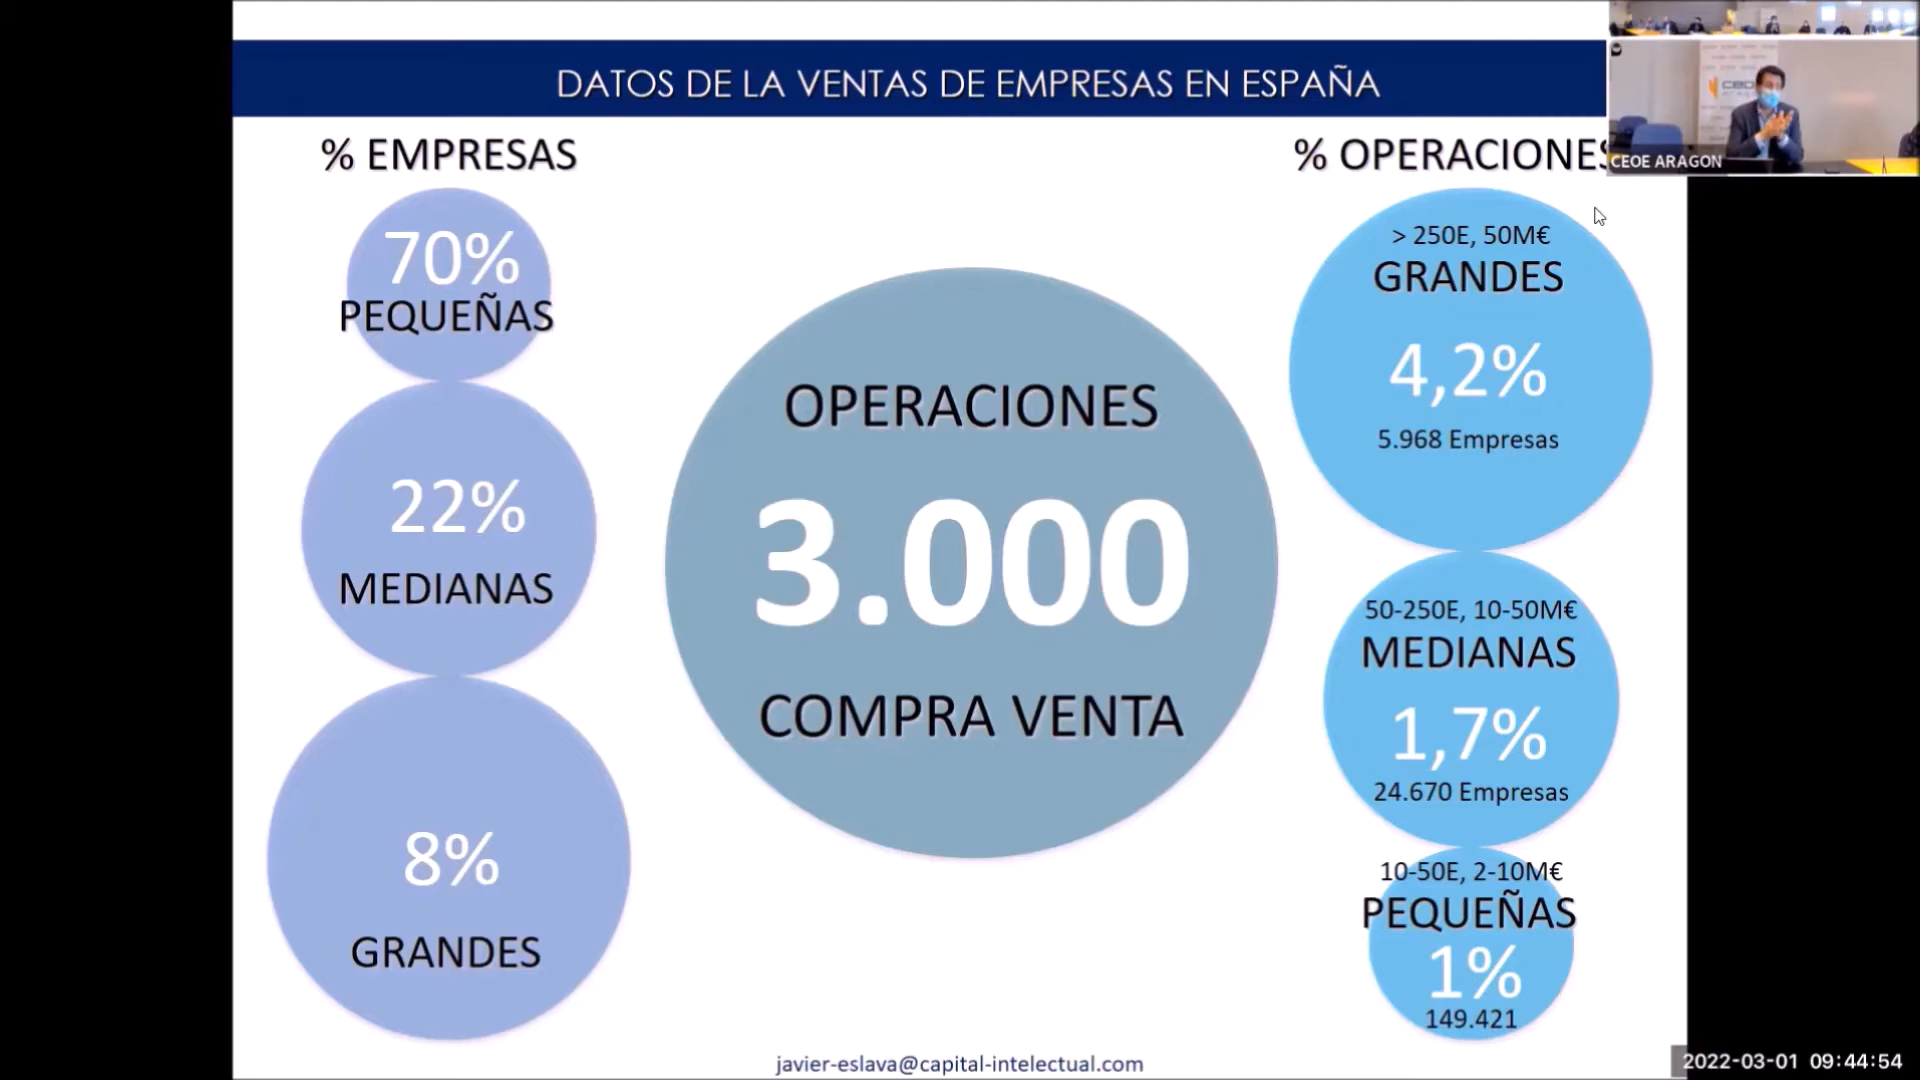 DATOS DE LA VENTAS DE EMPRESAS EN ESPAÑA
% EMPRESAS
70%
PEQUEÑAS
22%
MEDIANAS
8%
GRANDES
OPERACIONES
3.000
COMPRA VENTA
% OPERACIONES
> 250E, 50M€
GRANDES
4,2%
5.968 Empresas
50-250E, 10-50M€
MEDIANAS
1,7%
24.670 Empresas
10-50E, 2-10M€
PEQUEÑAS
1%
149.421
javier-eslava@capital-intelectual.com
CEOE ARAGON
2022-03-01 09:44:54